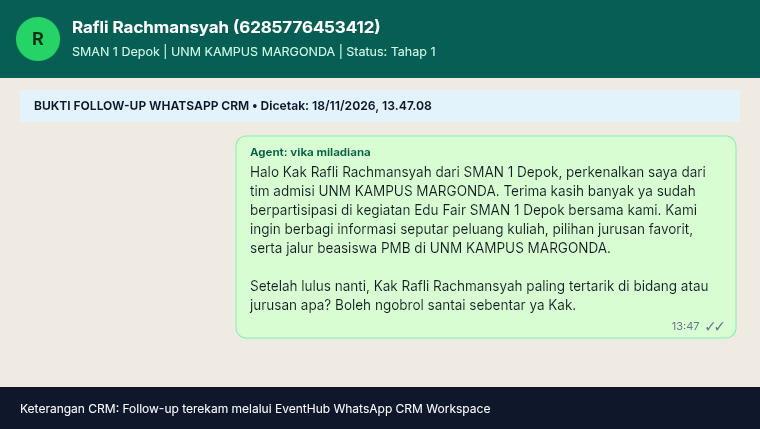 R
Rafli Rachmansyah (6285776453412)
SMAN 1 Depok | UNM KAMPUS MARGONDA | Status: Tahap 1
BUKTI FOLLOW-UP WHATSAPP CRM • Dicetak: 18/11/2026, 13.47.08
Agent: vika miladiana
Halo Kak Rafli Rachmansyah dari SMAN 1 Depok, perkenalkan saya dari
tim admisi UNM KAMPUS MARGONDA. Terima kasih banyak ya sudah
berpartisipasi di kegiatan Edu Fair SMAN 1 Depok bersama kami. Kami
ingin berbagi informasi seputar peluang kuliah, pilihan jurusan favorit,
serta jalur beasiswa PMB di UNM KAMPUS MARGONDA.
Setelah lulus nanti, Kak Rafli Rachmansyah paling tertarik di bidang atau
jurusan apa? Boleh ngobrol santai sebentar ya Kak.
13:47 ✓✓
Keterangan CRM: Follow-up terekam melalui EventHub WhatsApp CRM Workspace